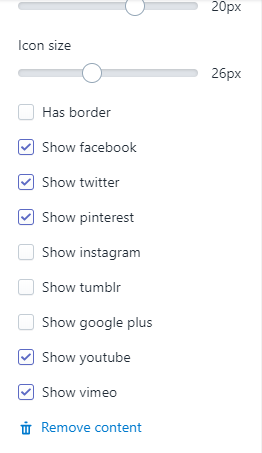 20px
Icon size
26px
Has border
Show facebook
Show twitter
Show pinterest
Show instagram
Show tumblr
Show google plus
Show youtube
Show vimeo
Remove content